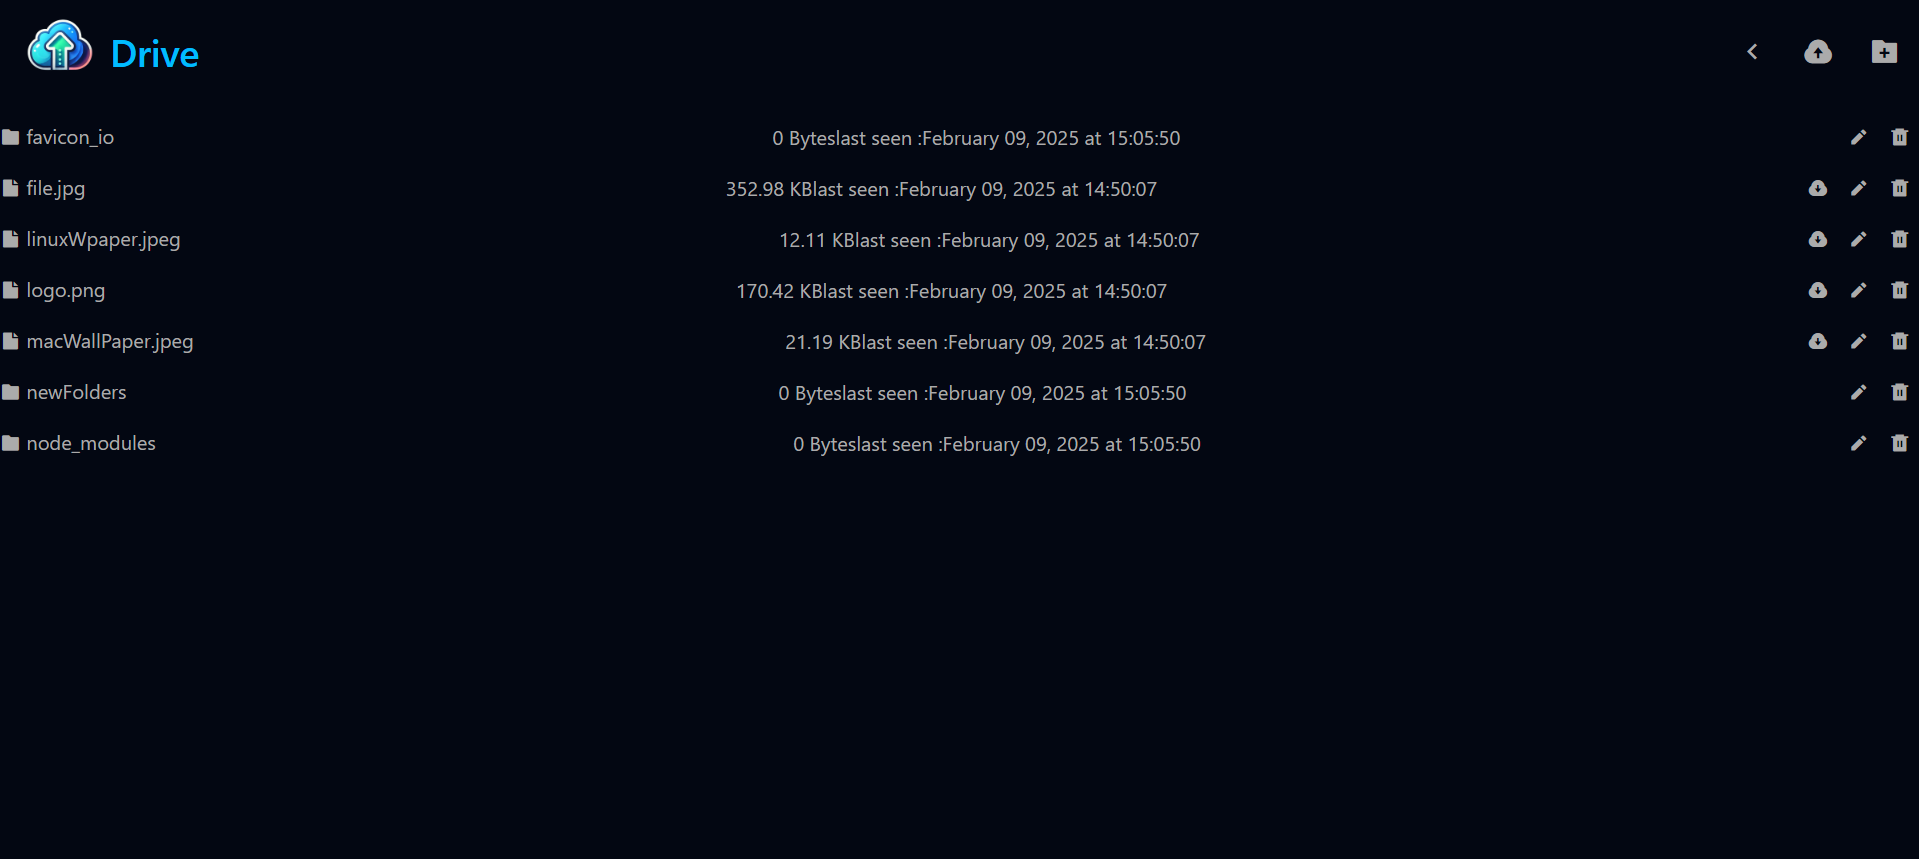 Drive
favicon_io 0 Byteslast seen :February 09, 2025 at 15:05:50
file.jpg 352.98 KBlast seen :February 09, 2025 at 14:50:07
linuxWpaper.jpeg 12.11 KBlast seen :February 09, 2025 at 14:50:07
logo.png 170.42 KBlast seen :February 09, 2025 at 14:50:07
macWallPaper.jpeg 21.19 KBlast seen :February 09, 2025 at 14:50:07
newFolders 0 Byteslast seen :February 09, 2025 at 15:05:50
node_modules 0 Byteslast seen :February 09, 2025 at 15:05:50